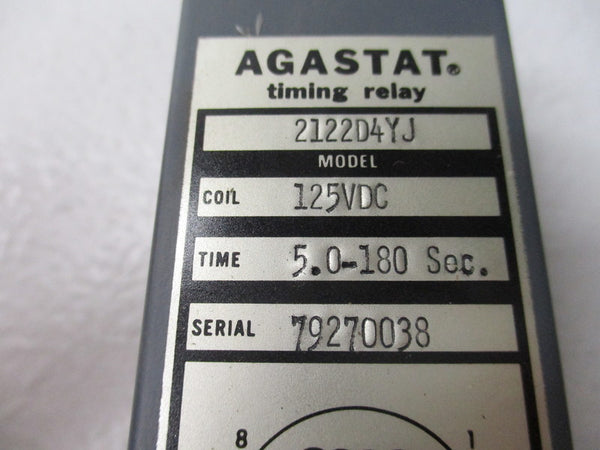 AGASTAT®
timing relay
2122D4YJ
MODEL
COIL 125VDC
TIME 5.0-180 Sec.
SERIAL 79270038
8 1